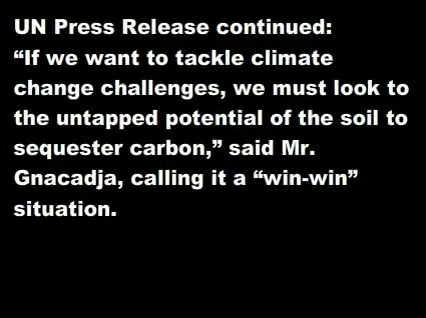 UN Press Release continued:
“If we want to tackle climate
change challenges, we must look to
the untapped potential of the soil to
sequester carbon,” said Mr.
Gnacadja, calling it a “win-win”
situation.